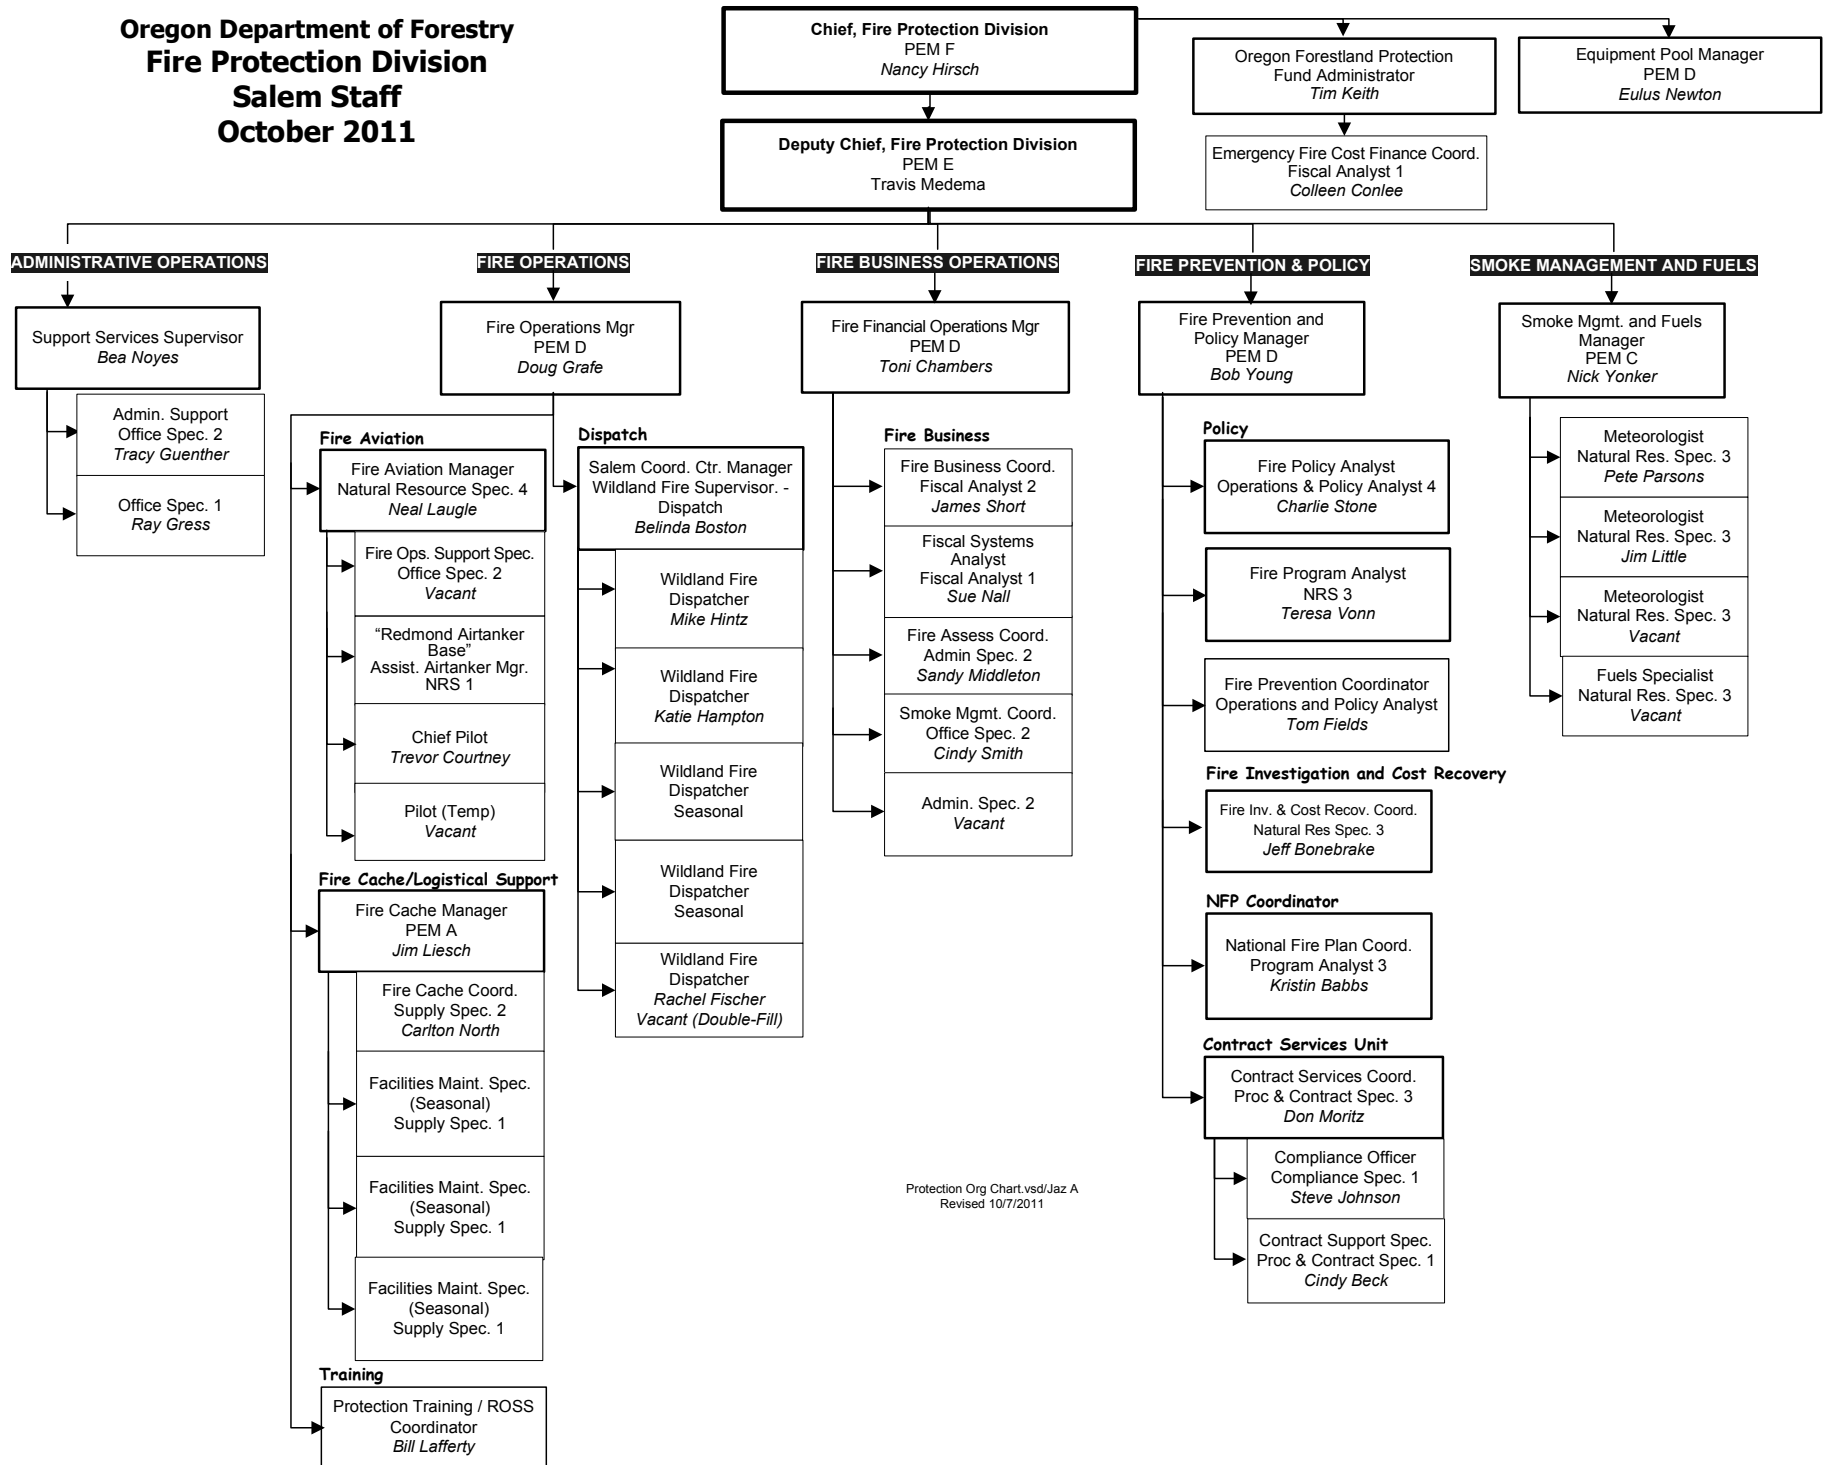 Oregon Department of Forestry
Fire Protection Division
Salem Staff
October 2011
Chief, Fire Protection Division
PEM F
Nancy Hirsch
Oregon Forestland Protection
Fund Administrator
Tim Keith
Equipment Pool Manager
PEM D
Eulus Newton
Deputy Chief, Fire Protection Division
PEM E
Travis Medema
Emergency Fire Cost Finance Coord.
Fiscal Analyst 1
Colleen Conlee
ADMINISTRATIVE OPERATIONS
Support Services Supervisor
Bea Noyes
Admin. Support
Office Spec. 2
Tracy Guenther
Office Spec. 1
Ray Gress
FIRE OPERATIONS
Fire Operations Mgr
PEM D
Doug Grafe
Fire Aviation
Fire Aviation Manager
Natural Resource Spec. 4
Neal Laugle
Fire Ops. Support Spec.
Office Spec. 2
Vacant
“Redmond Airtanker
Base”
Assist. Airtanker Mgr.
NRS 1
Chief Pilot
Trevor Courtney
Pilot (Temp)
Vacant
Fire Cache/Logistical Support
Fire Cache Manager
PEM A
Jim Liesch
Fire Cache Coord.
Supply Spec. 2
Carlton North
Facilities Maint. Spec.
(Seasonal)
Supply Spec. 1
Facilities Maint. Spec.
(Seasonal)
Supply Spec. 1
Facilities Maint. Spec.
(Seasonal)
Supply Spec. 1
Training
Protection Training / ROSS
Coordinator
Bill Lafferty
Dispatch
Salem Coord. Ctr. Manager
Wildland Fire Supervisor. -
Dispatch
Belinda Boston
Wildland Fire
Dispatcher
Mike Hintz
Wildland Fire
Dispatcher
Katie Hampton
Wildland Fire
Dispatcher
Seasonal
Wildland Fire
Dispatcher
Seasonal
Wildland Fire
Dispatcher
Rachel Fischer
Vacant (Double-Fill)
FIRE BUSINESS OPERATIONS
Fire Financial Operations Mgr
PEM D
Toni Chambers
Fire Business
Fire Business Coord.
Fiscal Analyst 2
James Short
Fiscal Systems
Analyst
Fiscal Analyst 1
Sue Nall
Fire Assess Coord.
Admin Spec. 2
Sandy Middleton
Smoke Mgmt. Coord.
Office Spec. 2
Cindy Smith
Admin. Spec. 2
Vacant
FIRE PREVENTION & POLICY
Fire Prevention and
Policy Manager
PEM D
Bob Young
Policy
Fire Policy Analyst
Operations & Policy Analyst 4
Charlie Stone
Fire Program Analyst
NRS 3
Teresa Vonn
Fire Prevention Coordinator
Operations and Policy Analyst
Tom Fields
Fire Investigation and Cost Recovery
Fire Inv. & Cost Recov. Coord.
Natural Res Spec. 3
Jeff Bonebrake
NFP Coordinator
National Fire Plan Coord.
Program Analyst 3
Kristin Babbs
Contract Services Unit
Contract Services Coord.
Proc & Contract Spec. 3
Don Moritz
Compliance Officer
Compliance Spec. 1
Steve Johnson
Contract Support Spec.
Proc & Contract Spec. 1
Cindy Beck
SMOKE MANAGEMENT AND FUELS
Smoke Mgmt. and Fuels
Manager
PEM C
Nick Yonker
Meteorologist
Natural Res. Spec. 3
Pete Parsons
Meteorologist
Natural Res. Spec. 3
Jim Little
Meteorologist
Natural Res. Spec. 3
Vacant
Fuels Specialist
Natural Res. Spec. 3
Vacant
Protection Org Chart.vsd/Jaz A
Revised 10/7/2011